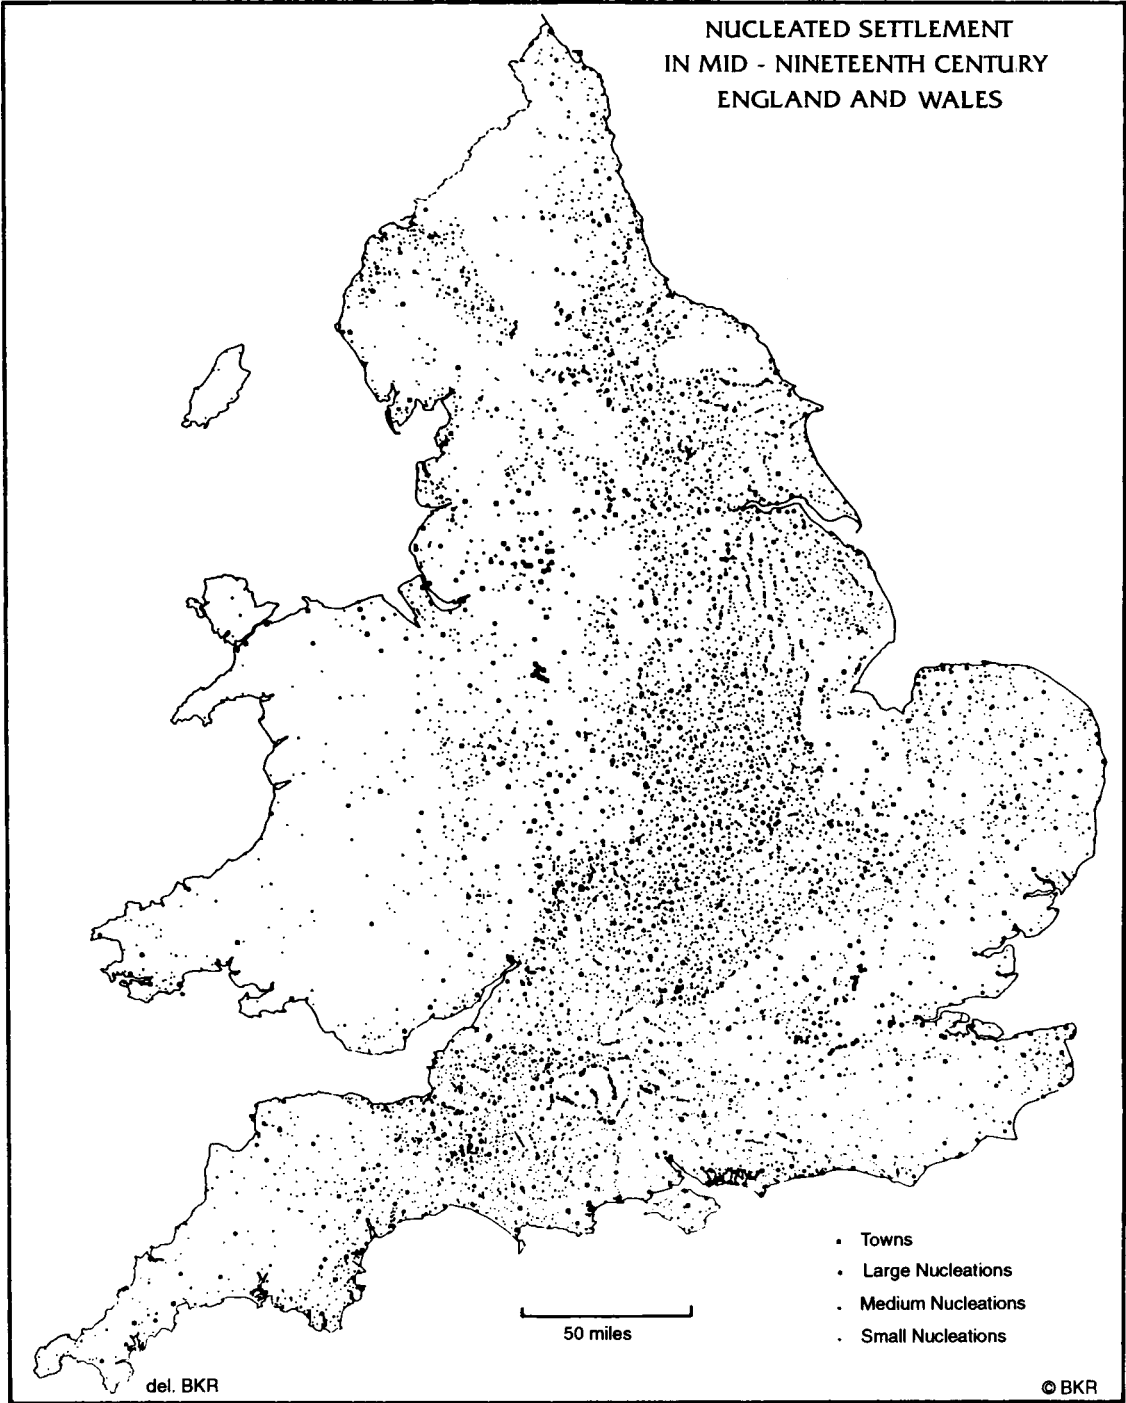 NUCLEATED SETTLEMENT
IN MID - NINETEENTH CENTURY
ENGLAND AND WALES
Towns
Large Nucleations
Medium Nucleations
Small Nucleations
50 miles
del. BKR
© BKR